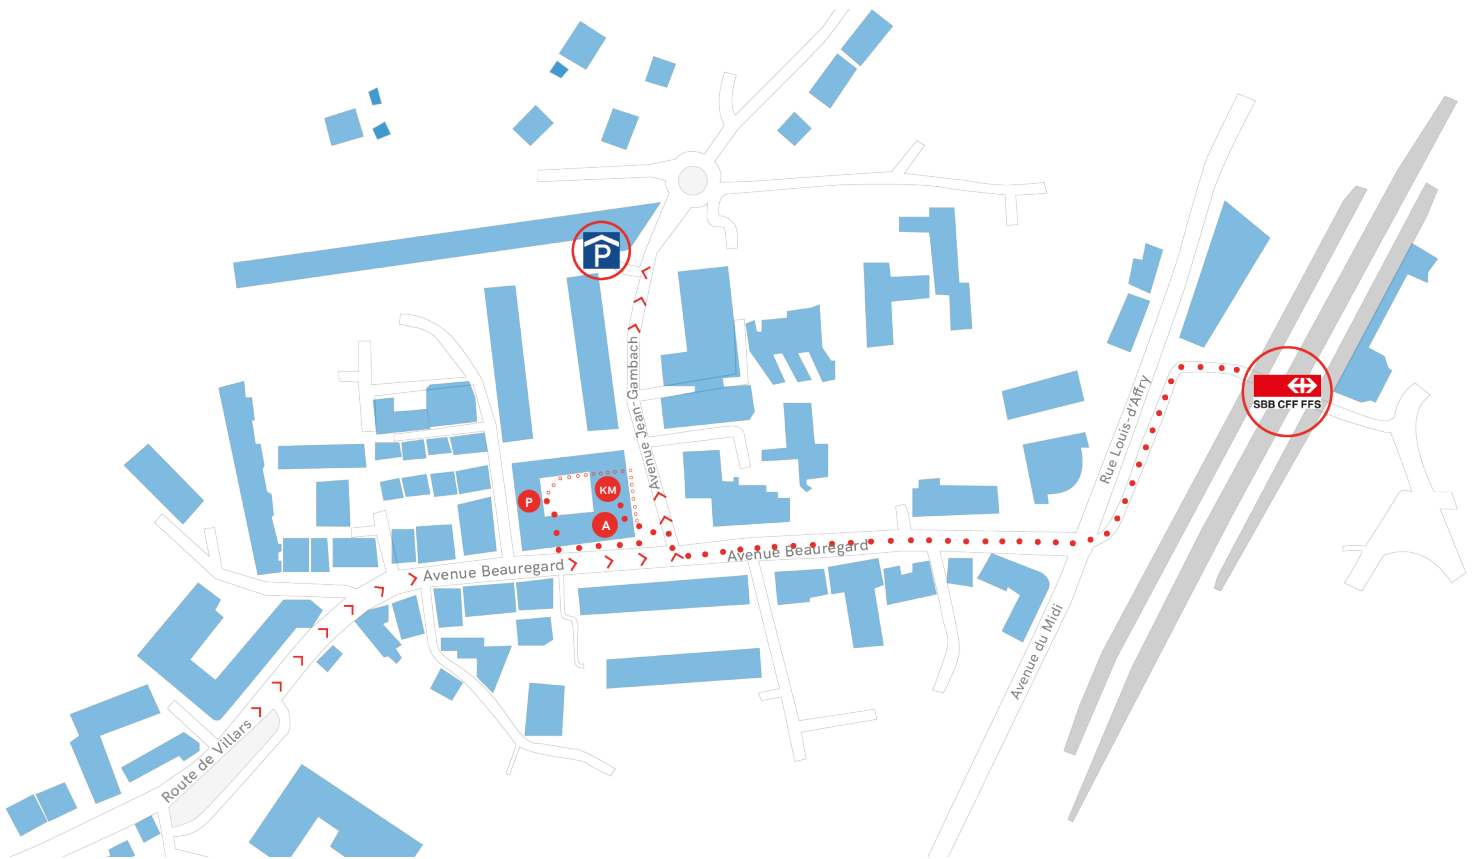 P
Avenue Jean-Gambach
Rue Louis-d'Affry
SBB CFF FFS
P
KM
A
Avenue Beauregard
Avenue Beauregard
Avenue du Midi
Route de Villars